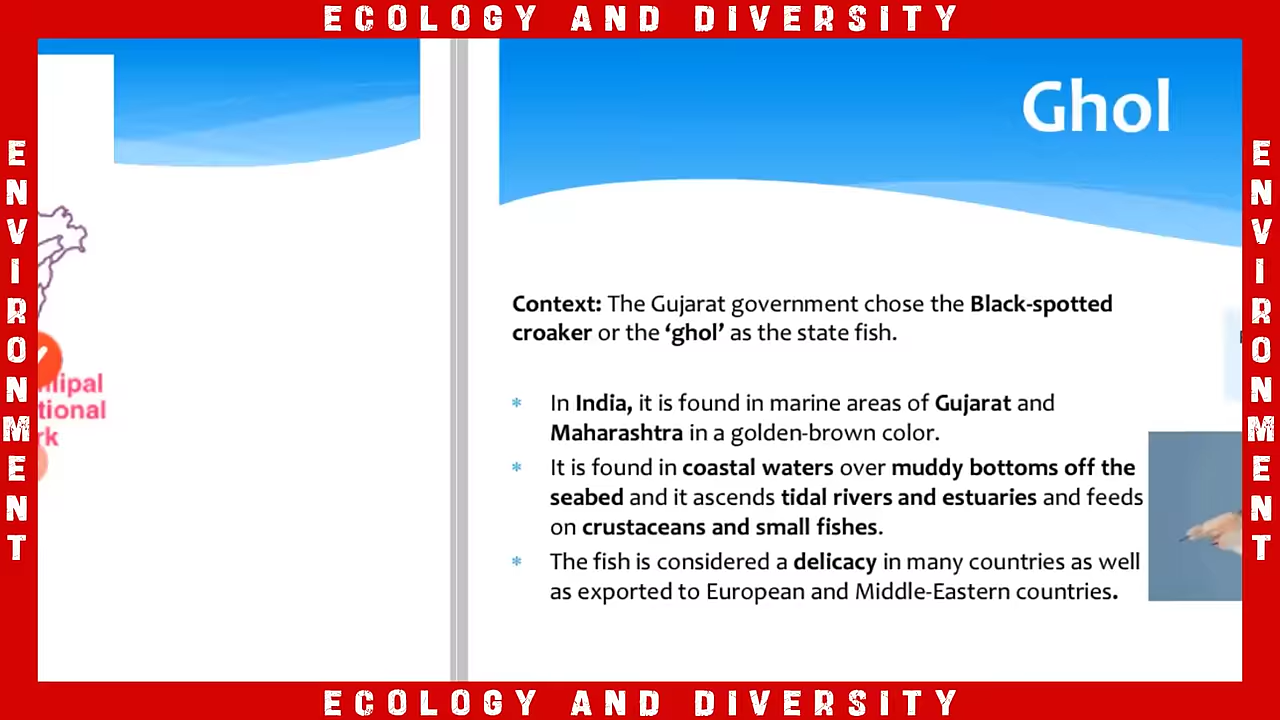 ECOLOGY AND DIVERSITY
ENVIRONMENT
ENVIRONMENT
Ghol
Context: The Gujarat government chose the Black-spotted
croaker or the ‘ghol’ as the state fish.
* In India, it is found in marine areas of Gujarat and
Maharashtra in a golden-brown color.
* It is found in coastal waters over muddy bottoms off the
seabed and it ascends tidal rivers and estuaries and feeds
on crustaceans and small fishes.
* The fish is considered a delicacy in many countries as well
as exported to European and Middle-Eastern countries.
ECOLOGY AND DIVERSITY